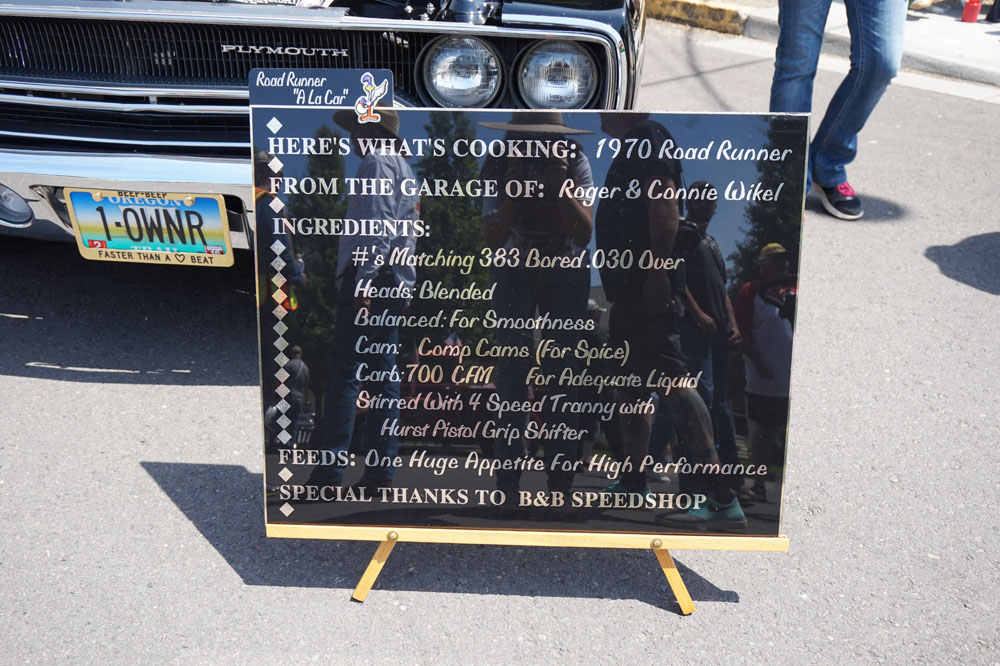 PLYMOUTH
Road Runner
"A La Car"
BEEP-BEEP
OREGON
1-OWNR
TRAIL
FASTER THAN A ♡ BEAT
HERE'S WHAT'S COOKING: 1970 Road Runner
FROM THE GARAGE OF: Roger & Connie Wikel
INGREDIENTS:
#'s Matching 383 Bored .030 Over
Heads: Blended
Balanced: For Smoothness
Cam: Comp Cams (For Spice)
Carb: 700 CFM For Adequate Liquid
Stirred With 4 Speed Tranny with
Hurst Pistol Grip Shifter
FEEDS: One Huge Appetite For High Performance
SPECIAL THANKS TO B&B SPEEDSHOP